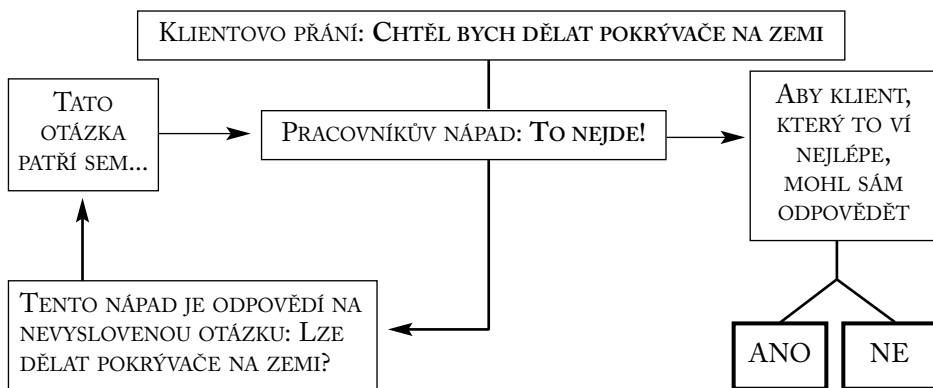 Klientovo přání: Chtěl bych dělat pokrývače na zemi
Tato
otázka
patří sem...
Pracovníkův nápad: To nejde!
Aby klient,
který to ví
nejlépe,
mohl sám
odpovědět
Tento nápad je odpovědí na
nevyslovenou otázku: Lze
dělat pokrývače na zemi?
ANO
NE